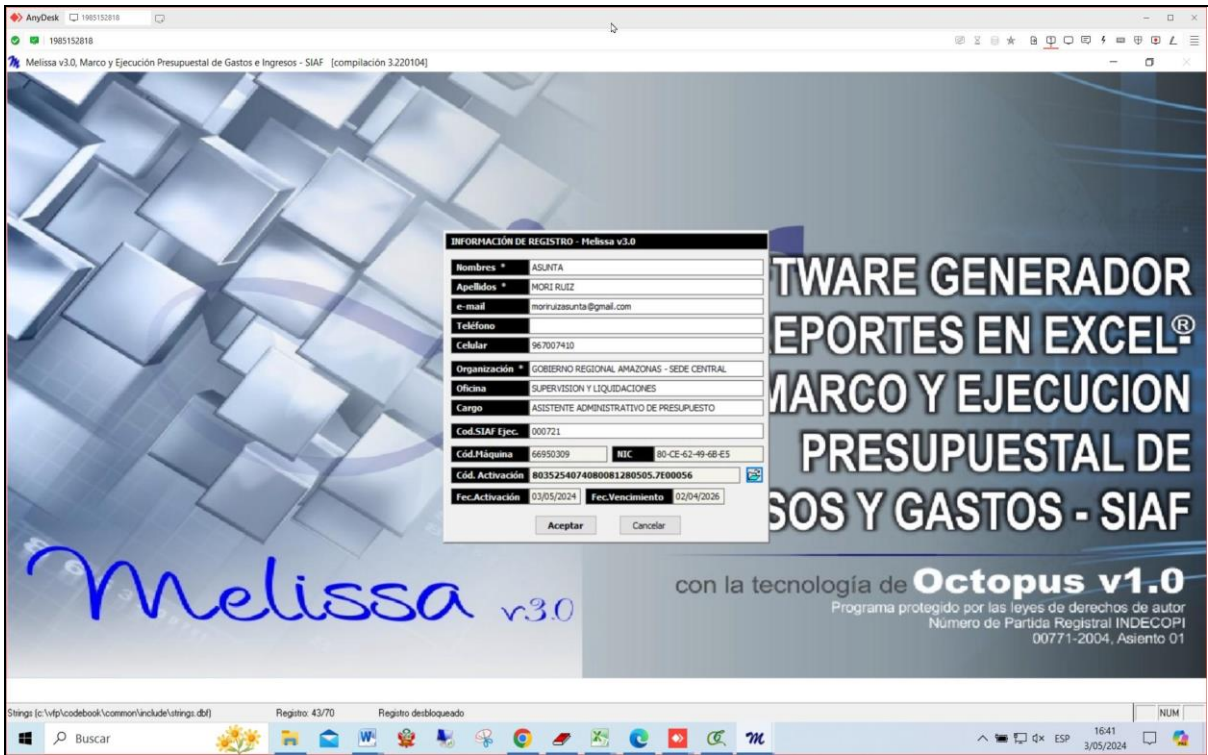 AnyDesk 1985152818
1985152818
Melissa v3.0, Marco y Ejecución Presupuestal de Gastos e Ingresos - SIAF [compilación 3.220104]
INFORMACIÓN DE REGISTRO - Melissa v3.0
Nombres * ASUNTA
Apellidos * MORI RUIZ
e-mail moriruizasunta@gmail.com
Teléfono
Celular 967007410
Organización * GOBIERNO REGIONAL AMAZONAS - SEDE CENTRAL
Oficina SUPERVISION Y LIQUIDACIONES
Cargo ASISTENTE ADMINISTRATIVO DE PRESUPUESTO
Cod.SIAF Ejec. 000721
Cód.Máquina 66950309 NIC 80-CE-62-49-6B-E5
Cód. Activación 8035254074080081280505.7E00056
Fec.Activación 03/05/2024 Fec.Vencimiento 02/04/2026
Aceptar Cancelar
TWARE GENERADOR
EPORTES EN EXCEL®
MARCO Y EJECUCION
PRESUPUESTAL DE
SOS Y GASTOS - SIAF
Melissa v3.0
con la tecnología de Octopus v1.0
Programa protegido por las leyes de derechos de autor
Número de Partida Registral INDECOPI
00771-2004, Asiento 01
Strings (c:\vfp\codebook\common\include\strings.dbf) Registro: 43/70 Registro desbloqueado NUM
Buscar ESP 16:41
3/05/2024